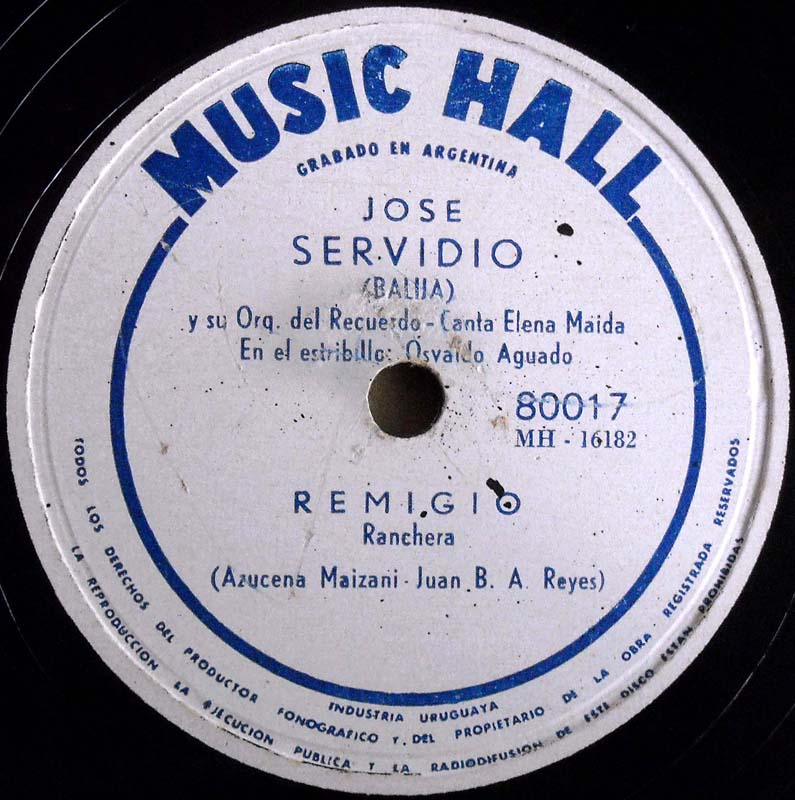 MUSIC HALL
GRABADO EN ARGENTINA
JOSE
SERVIDIO
(BALIJA)
y su Orq. del Recuerdo - Canta Elena Maida
En el estribillo: Osvaldo Aguado
80017
MH - 16182
REMIGIO
Ranchera
(Azucena Maizani - Juan B. A. Reyes)
INDUSTRIA URUGUAYA
TODOS LOS DERECHOS DEL PRODUCTOR FONOGRAFICO Y DEL PROPIETARIO DE LA OBRA REGISTRADA RESERVADOS
LA REPRODUCCION LA EJECUCION PUBLICA Y LA RADIODIFUSION DE ESTE DISCO ESTAN PROHIBIDAS